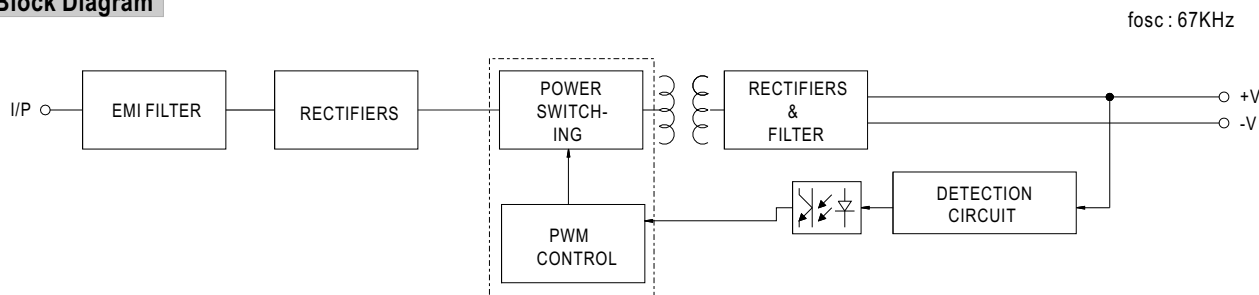 Block Diagram
fosc : 67KHz
I/P
EMI FILTER
RECTIFIERS
POWER
SWITCH-
ING
RECTIFIERS
&
FILTER
+V
-V
DETECTION
CIRCUIT
PWM
CONTROL